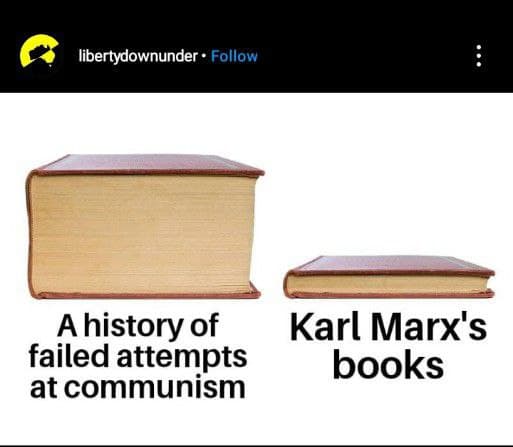 libertydownunder • Follow
A history of
failed attempts
at communism
Karl Marx's
books